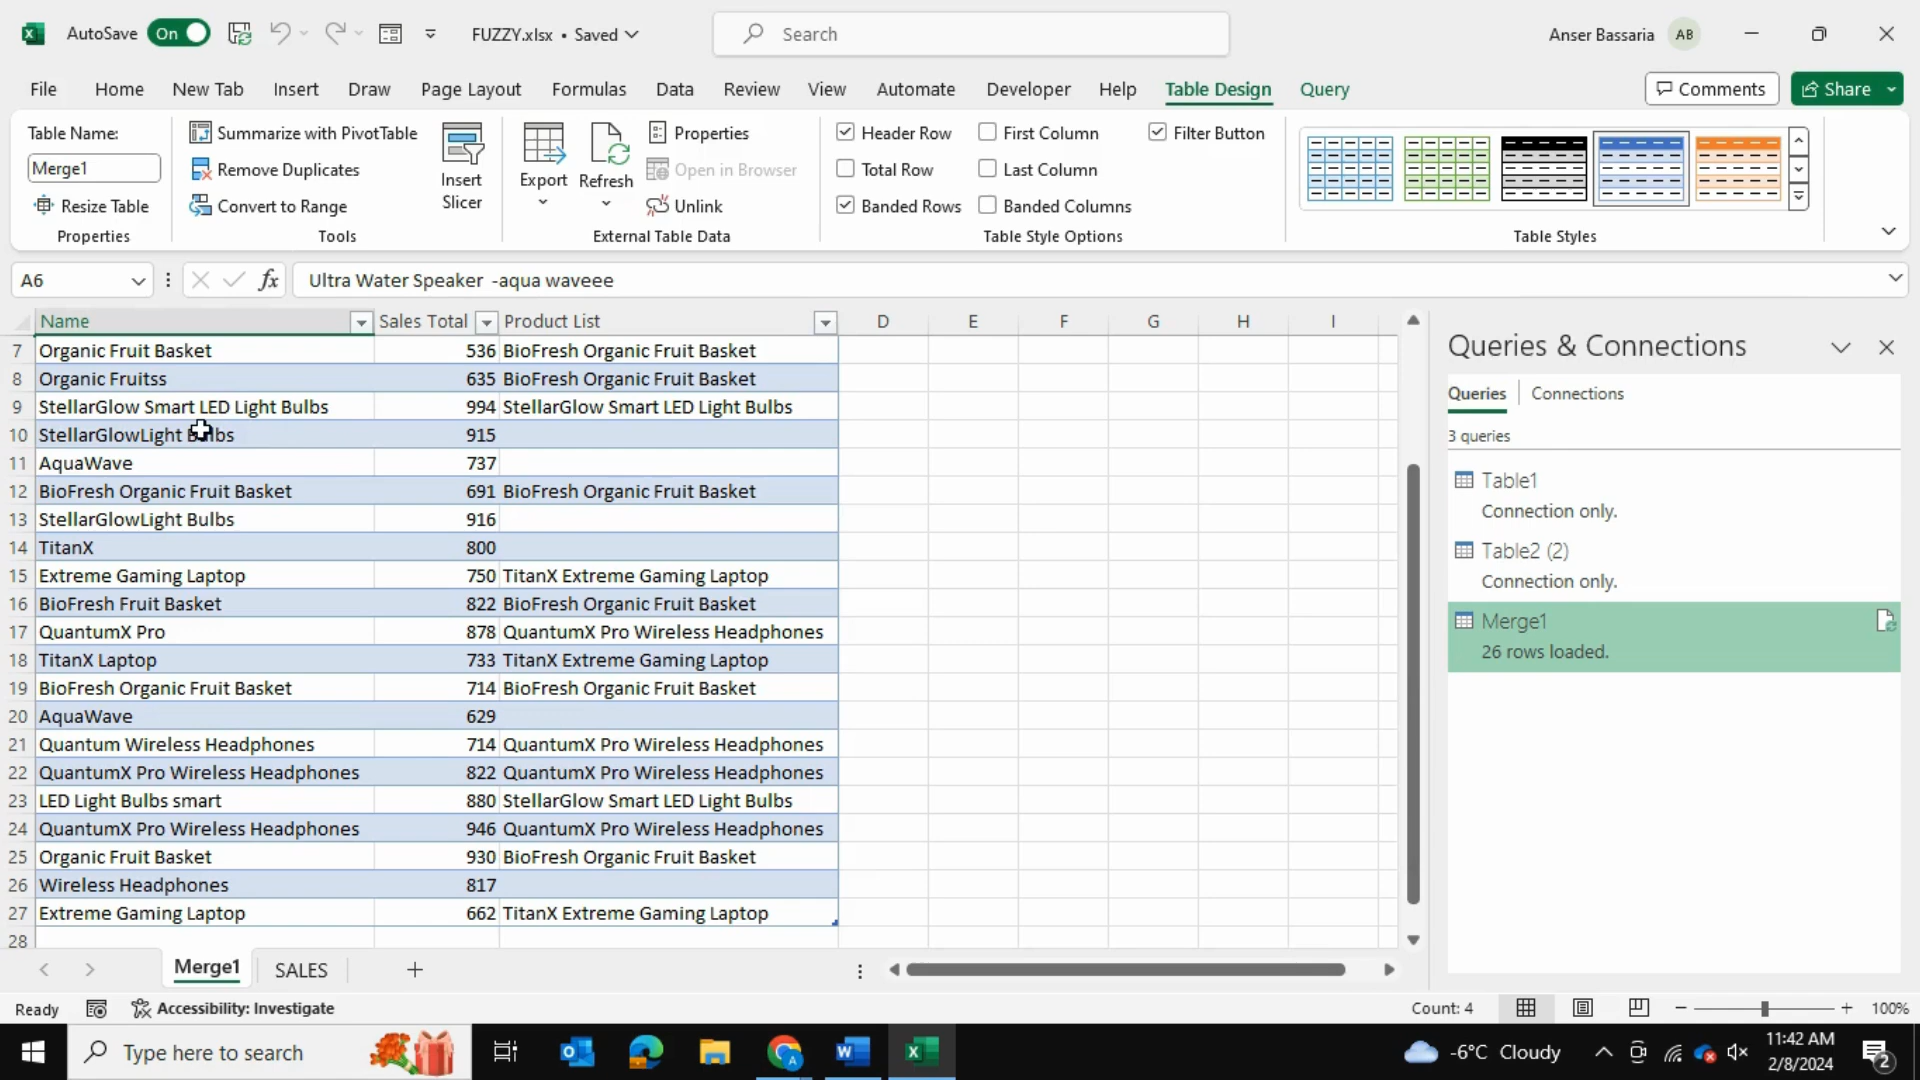 AutoSave On FUZZY.xlsx • Saved Search Anser Bassaria AB
File Home New Tab Insert Draw Page Layout Formulas Data Review View Automate Developer Help Table Design Query Comments Share
Table Name:
Merge1
Resize Table
Properties
Summarize with PivotTable
Remove Duplicates
Convert to Range
Tools
Insert
Slicer
Export
Refresh
Properties
Open in Browser
Unlink
External Table Data
Header Row First Column Filter Button
Total Row Last Column
Banded Rows Banded Columns
Table Style Options
Table Styles
A6 fx Ultra Water Speaker -aqua waveee
Name Sales Total Product List D E F G H I
7 Organic Fruit Basket 536 BioFresh Organic Fruit Basket
8 Organic Fruitss 635 BioFresh Organic Fruit Basket
9 StellarGlow Smart LED Light Bulbs 994 StellarGlow Smart LED Light Bulbs
10 StellarGlowLight Bulbs 915
11 AquaWave 737
12 BioFresh Organic Fruit Basket 691 BioFresh Organic Fruit Basket
13 StellarGlowLight Bulbs 916
14 TitanX 800
15 Extreme Gaming Laptop 750 TitanX Extreme Gaming Laptop
16 BioFresh Fruit Basket 822 BioFresh Organic Fruit Basket
17 QuantumX Pro 878 QuantumX Pro Wireless Headphones
18 TitanX Laptop 733 TitanX Extreme Gaming Laptop
19 BioFresh Organic Fruit Basket 714 BioFresh Organic Fruit Basket
20 AquaWave 629
21 Quantum Wireless Headphones 714 QuantumX Pro Wireless Headphones
22 QuantumX Pro Wireless Headphones 822 QuantumX Pro Wireless Headphones
23 LED Light Bulbs smart 880 StellarGlow Smart LED Light Bulbs
24 QuantumX Pro Wireless Headphones 946 QuantumX Pro Wireless Headphones
25 Organic Fruit Basket 930 BioFresh Organic Fruit Basket
26 Wireless Headphones 817
27 Extreme Gaming Laptop 662 TitanX Extreme Gaming Laptop
28
Queries & Connections
Queries Connections
3 queries
Table1
Connection only.
Table2 (2)
Connection only.
Merge1
26 rows loaded.
Merge1 SALES
Ready Accessibility: Investigate Count: 4 100%
Type here to search
-6°C Cloudy
11:42 AM
2/8/2024
2